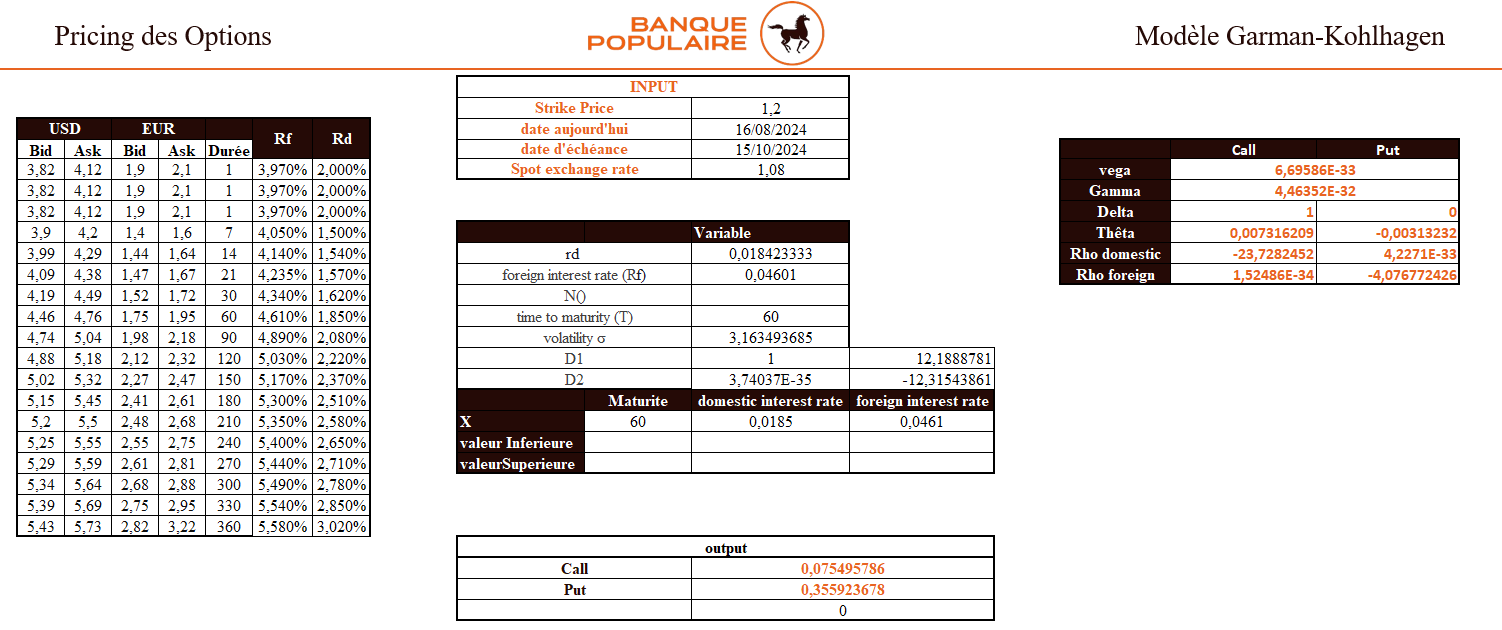 Pricing des Options
BANQUE
POPULAIRE
Modèle Garman-Kohlhagen
USD EUR Rf Rd
Bid Ask Bid Ask Durée
3,82 4,12 1,9 2,1 1 3,970% 2,000%
3,82 4,12 1,9 2,1 1 3,970% 2,000%
3,82 4,12 1,9 2,1 1 3,970% 2,000%
3,9 4,2 1,4 1,6 7 4,050% 1,500%
3,99 4,29 1,44 1,64 14 4,140% 1,540%
4,09 4,38 1,47 1,67 21 4,235% 1,570%
4,19 4,49 1,52 1,72 30 4,340% 1,620%
4,46 4,76 1,75 1,95 60 4,610% 1,850%
4,74 5,04 1,98 2,18 90 4,890% 2,080%
4,88 5,18 2,12 2,32 120 5,030% 2,220%
5,02 5,32 2,27 2,47 150 5,170% 2,370%
5,15 5,45 2,41 2,61 180 5,300% 2,510%
5,2 5,5 2,48 2,68 210 5,350% 2,580%
5,25 5,55 2,55 2,75 240 5,400% 2,650%
5,29 5,59 2,61 2,81 270 5,440% 2,710%
5,34 5,64 2,68 2,88 300 5,490% 2,780%
5,39 5,69 2,75 2,95 330 5,540% 2,850%
5,43 5,73 2,82 3,22 360 5,580% 3,020%
INPUT
Strike Price 1,2
date aujourd'hui 16/08/2024
date d'échéance 15/10/2024
Spot exchange rate 1,08
Variable
rd 0,018423333
foreign interest rate (Rf) 0,04601
N()
time to maturity (T) 60
volatility σ 3,163493685
D1 1 12,1888781
D2 3,74037E-35 -12,31543861
Maturite domestic interest rate foreign interest rate
X 60 0,0185 0,0461
valeur Inferieure
valeurSuperieure
output
Call 0,075495786
Put 0,355923678
0
Call Put
vega 6,69586E-33
Gamma 4,46352E-32
Delta 1 0
Thêta 0,007316209 -0,00313232
Rho domestic -23,7282452 4,2271E-33
Rho foreign 1,52486E-34 -4,076772426